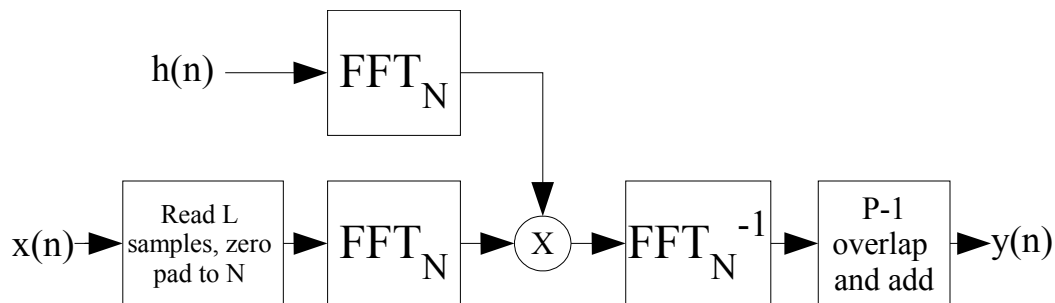 h(n)
FFT_N
x(n)
Read L
samples, zero
pad to N
FFT_N
X
FFT_N^-1
P-1
overlap
and add
y(n)